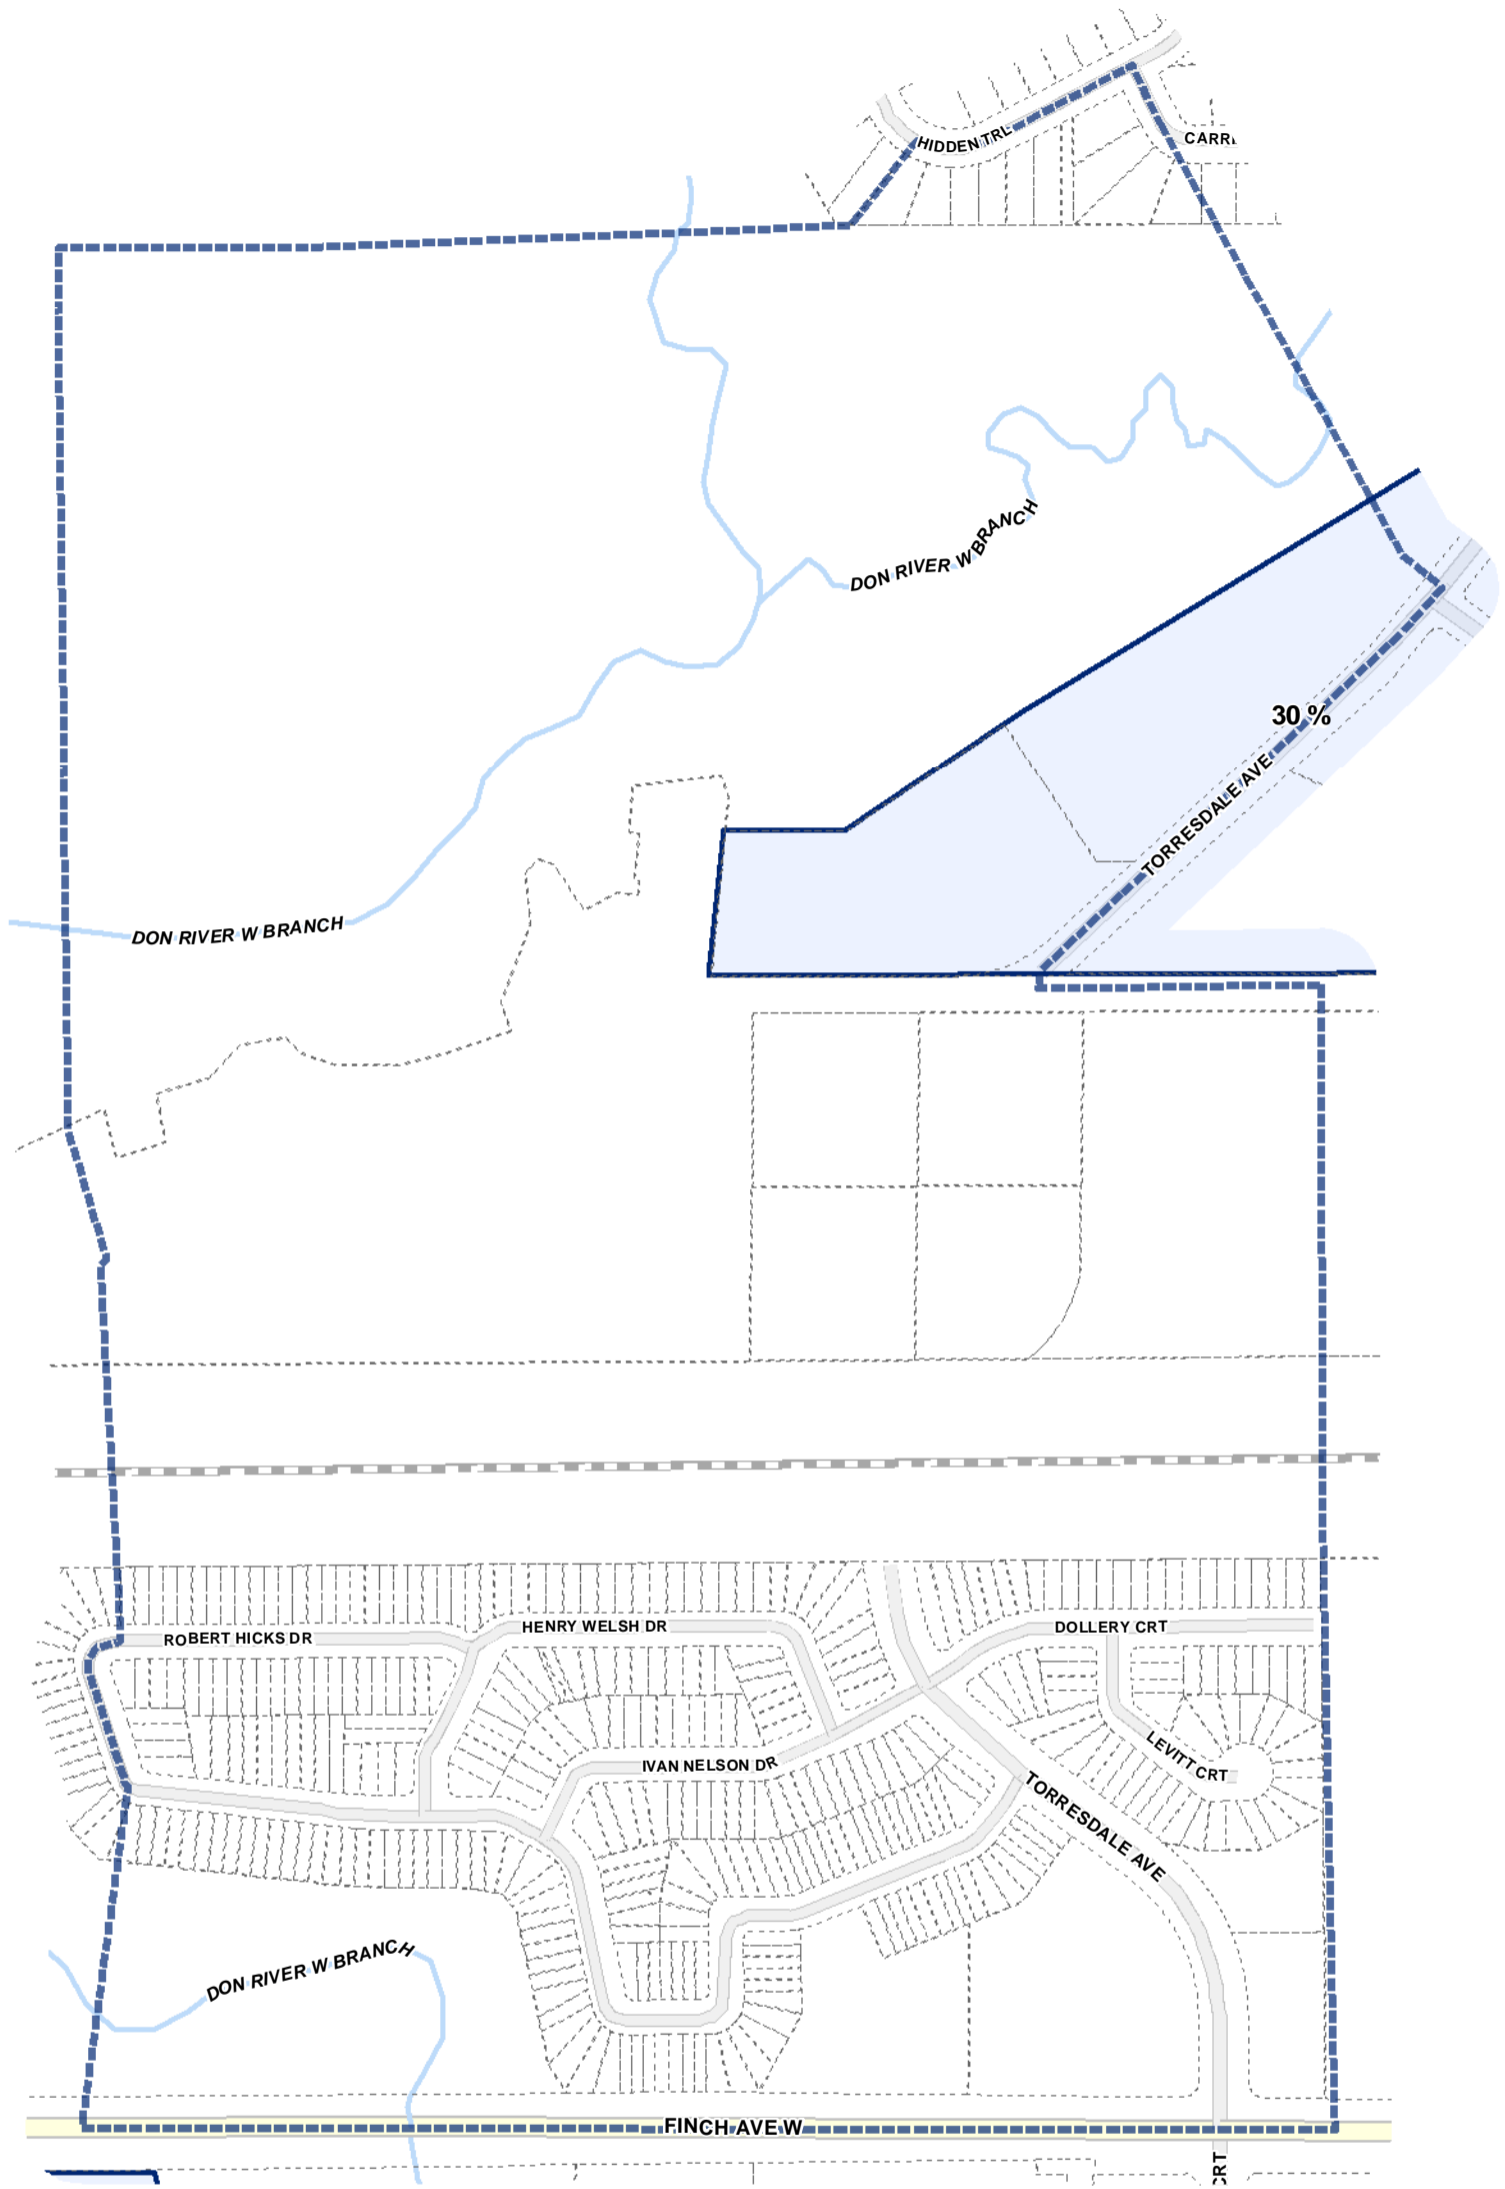 HIDDEN TRL
CARR
DON RIVER W BRANCH
30 %
TORRESDALE AVE
DON RIVER W BRANCH
HENRY WELSH DR
DOLLERY CRT
ROBERT HICKS DR
LEVITT CRT
IVAN NELSON DR
TORRESDALE AVE
DON RIVER W BRANCH
FINCH AVE W
CRT